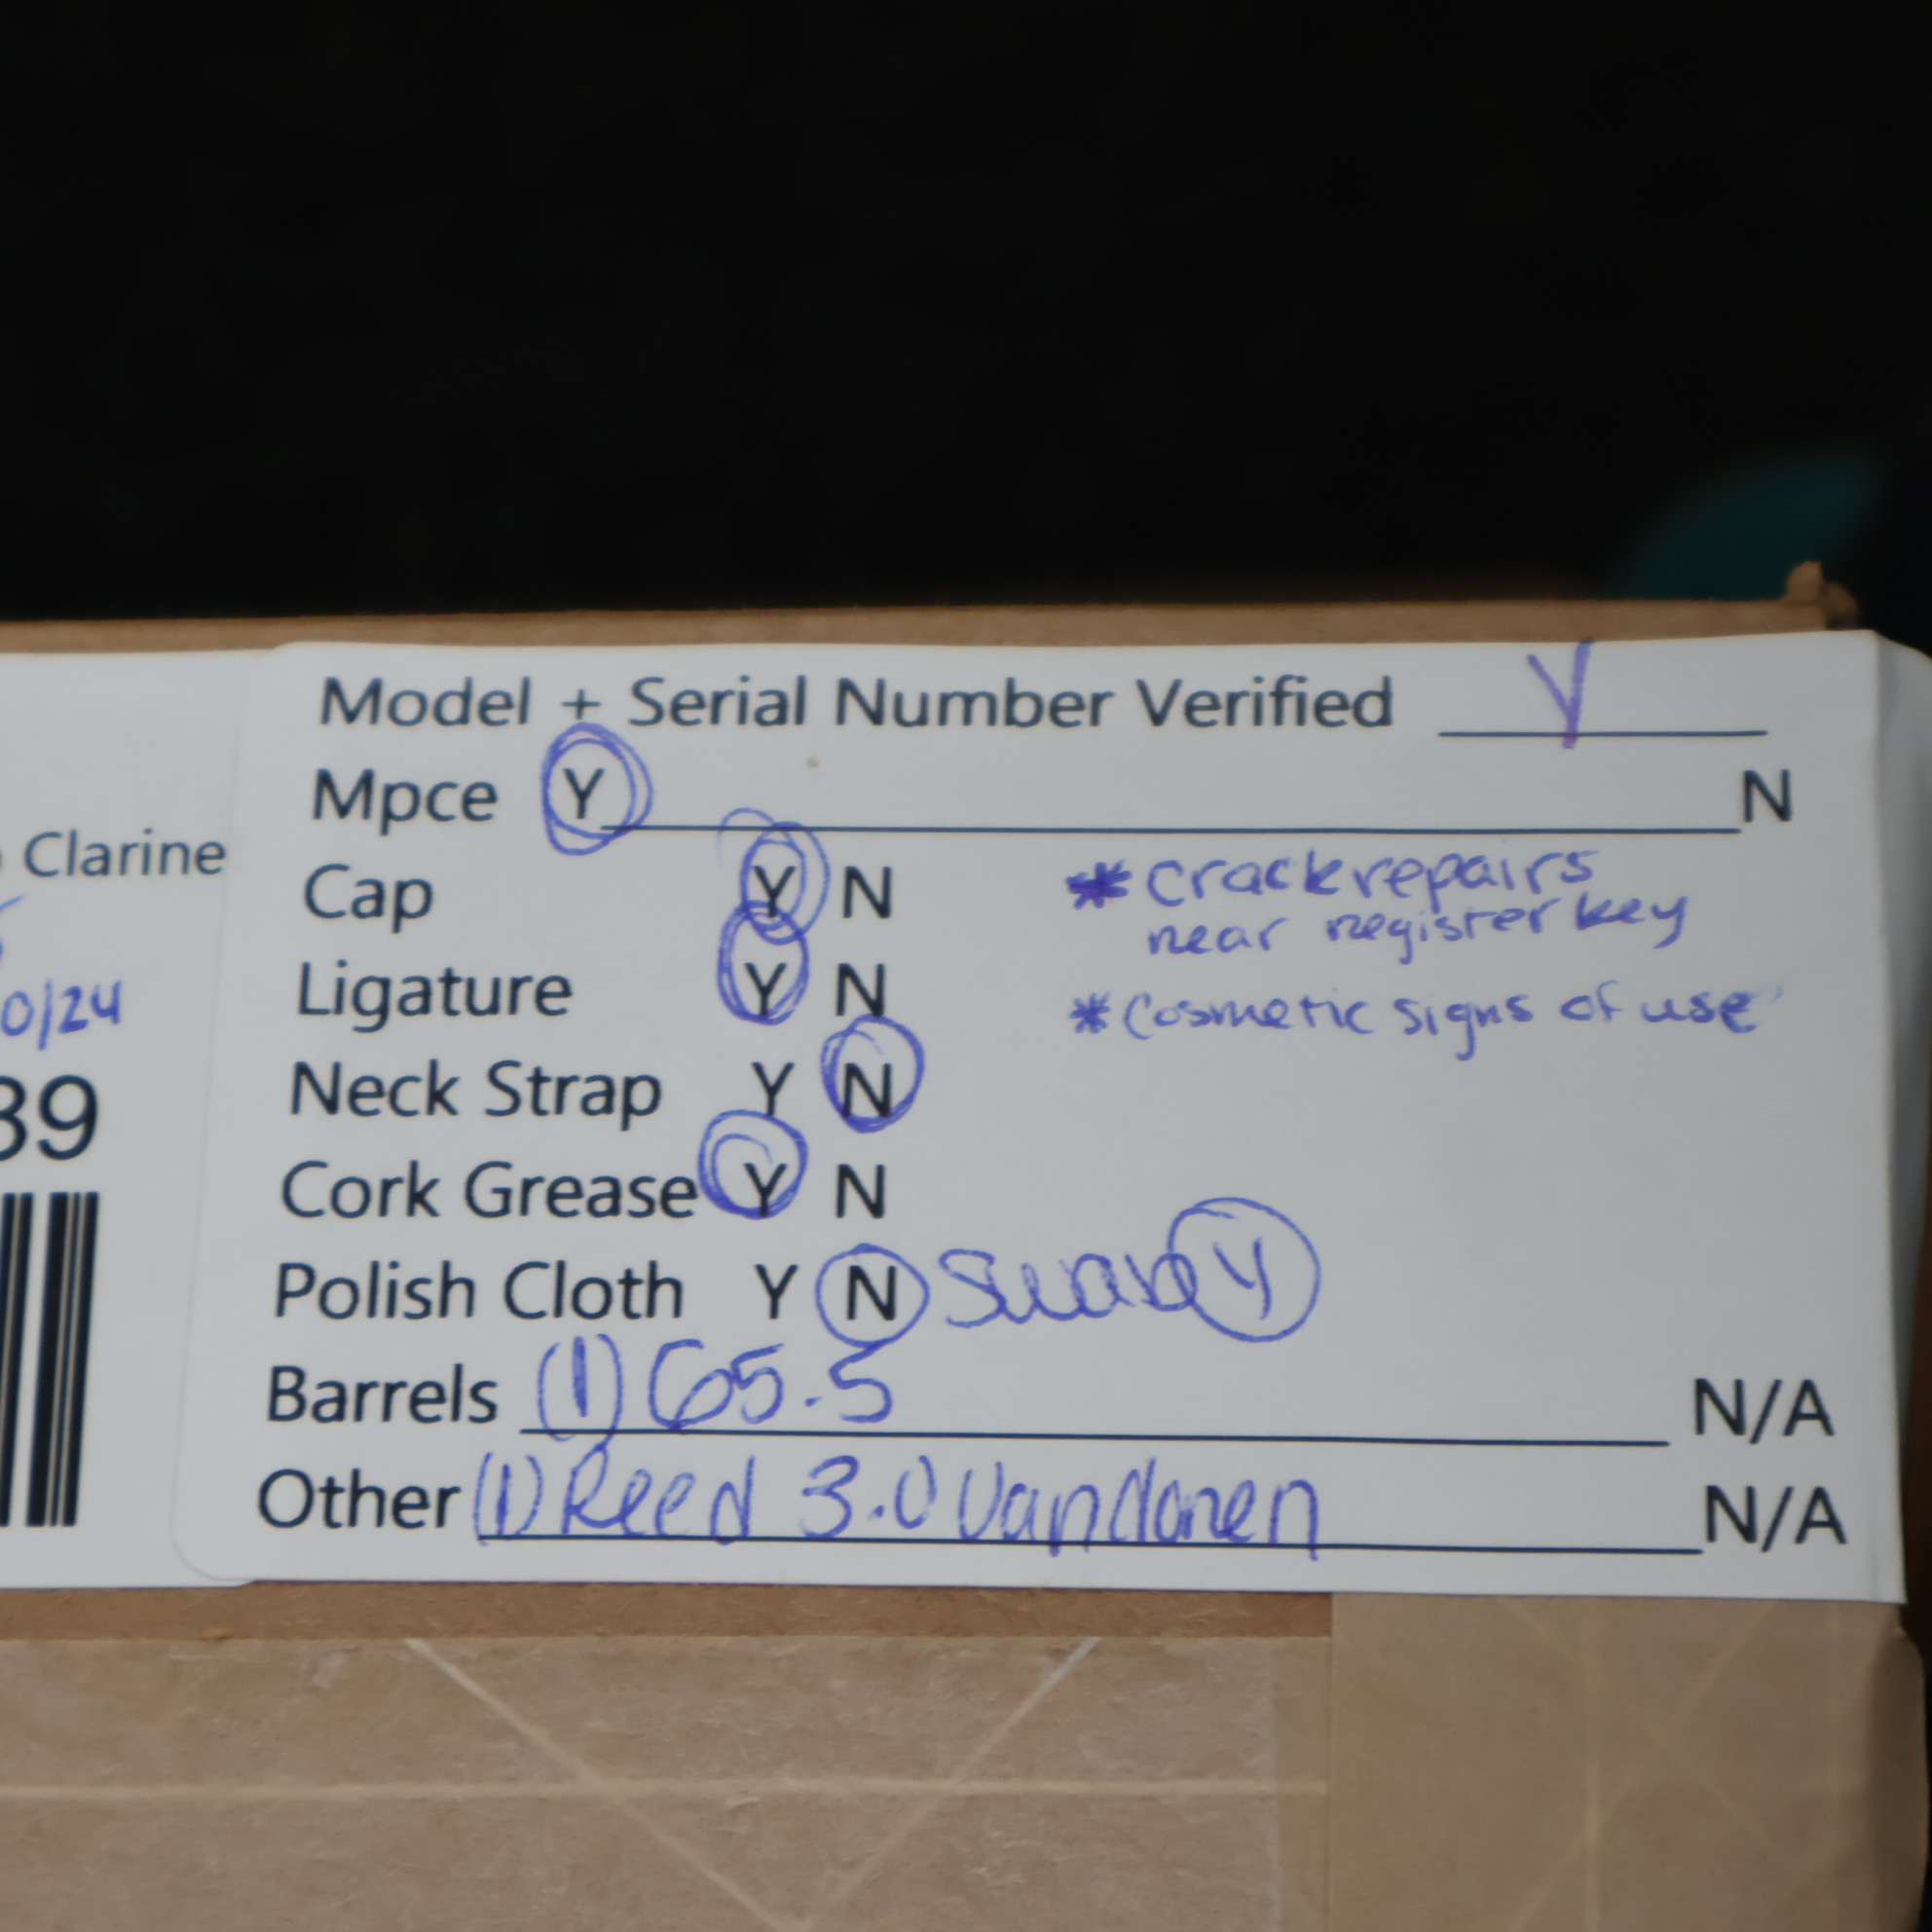 Clarine
0/24
39
Model + Serial Number Verified Y
Mpce Y N
Cap Y N
* Crack repairs
near register key
Ligature Y N
* Cosmetic signs of use
Neck Strap Y N
Cork Grease Y N
Polish Cloth Y N Swab Y
Barrels (1) 65.5 N/A
Other (1) Reed 3.0 Vandoren N/A